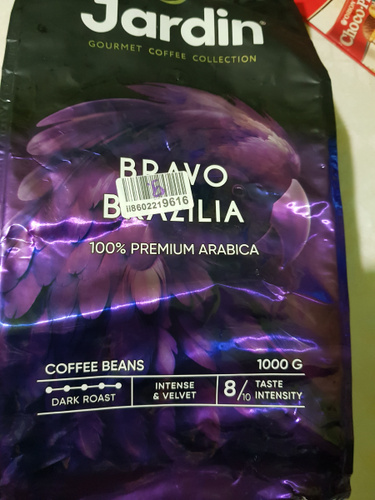 Jardin
GOURMET COFFEE COLLECTION
BRAVO
BRAZILIA
il8602219616
100% PREMIUM ARABICA
COFFEE BEANS
1000 G
DARK ROAST
INTENSE
& VELVET
8/10
TASTE
INTENSITY